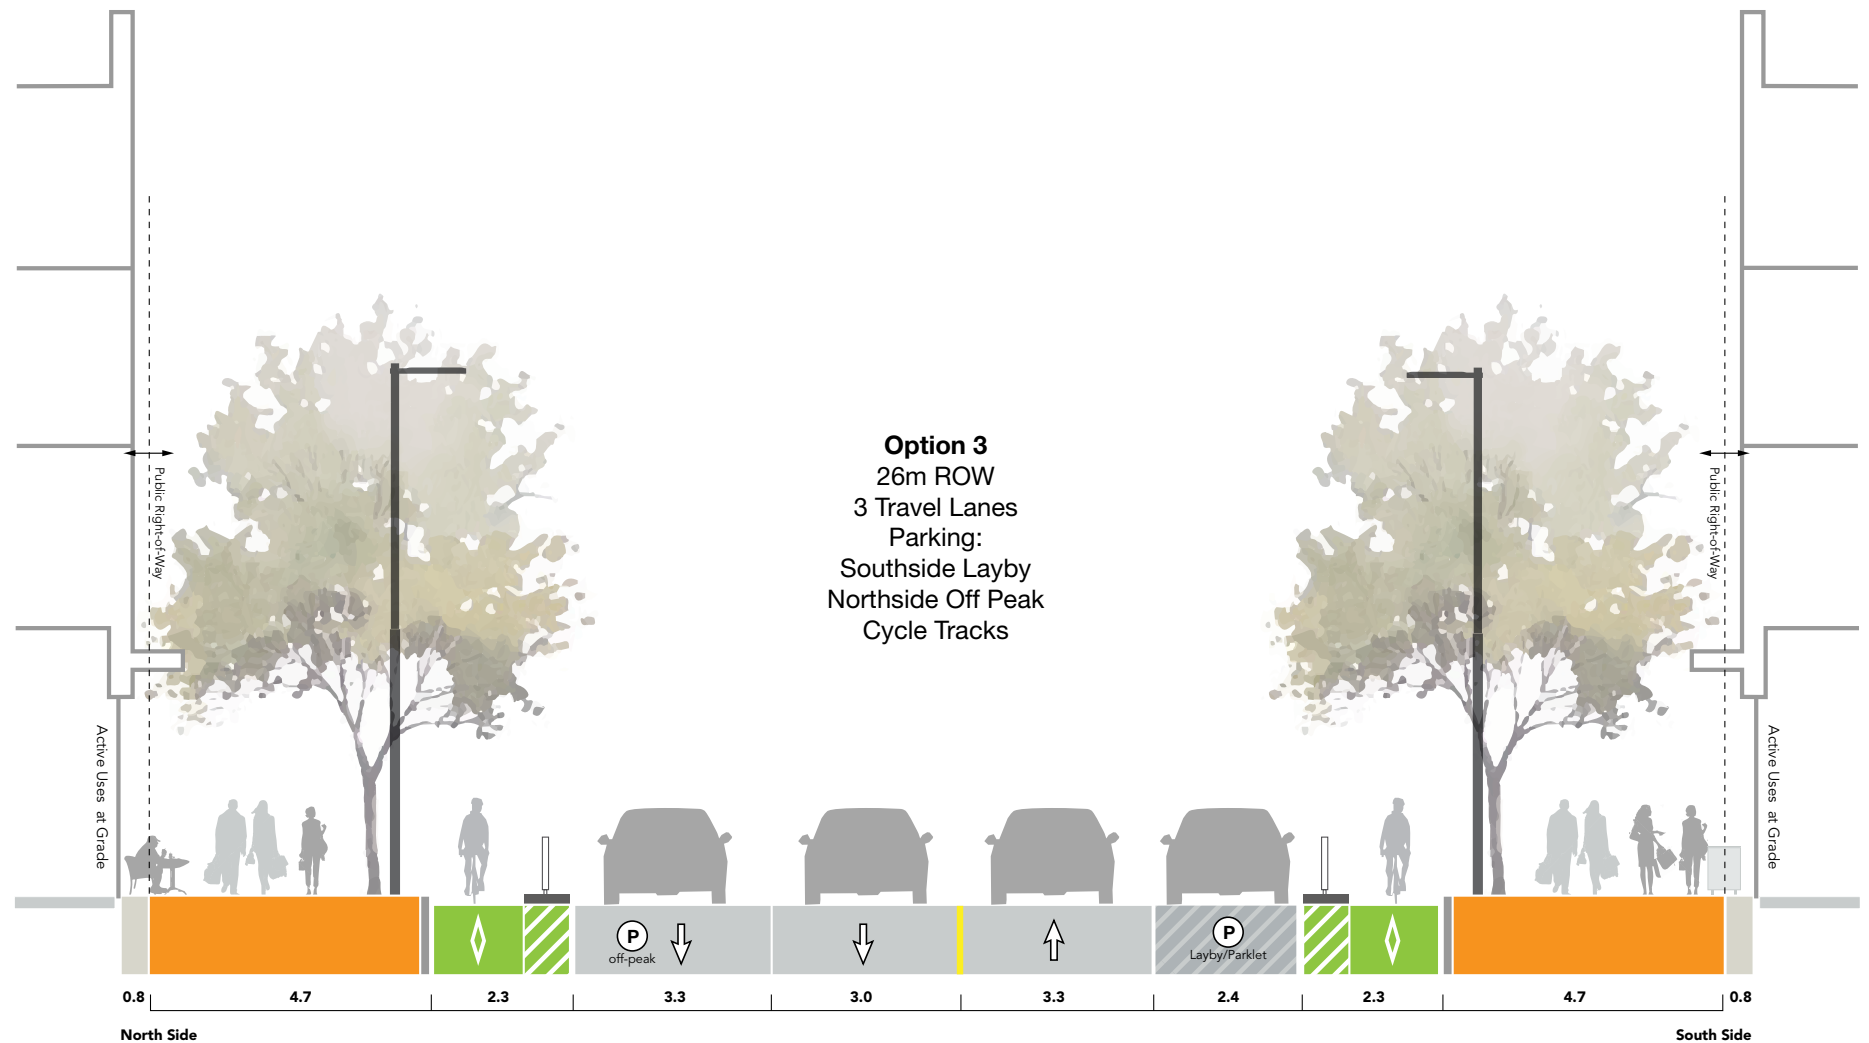 Option 3
26m ROW
3 Travel Lanes
Parking:
Southside Layby
Northside Off Peak
Cycle Tracks
Public Right-of-Way
Public Right-of-Way
Active Uses at Grade
Active Uses at Grade
P
off-peak
P
Layby/Parklet
0.8 4.7 2.3 3.3 3.0 3.3 2.4 2.3 4.7 0.8
North Side South Side